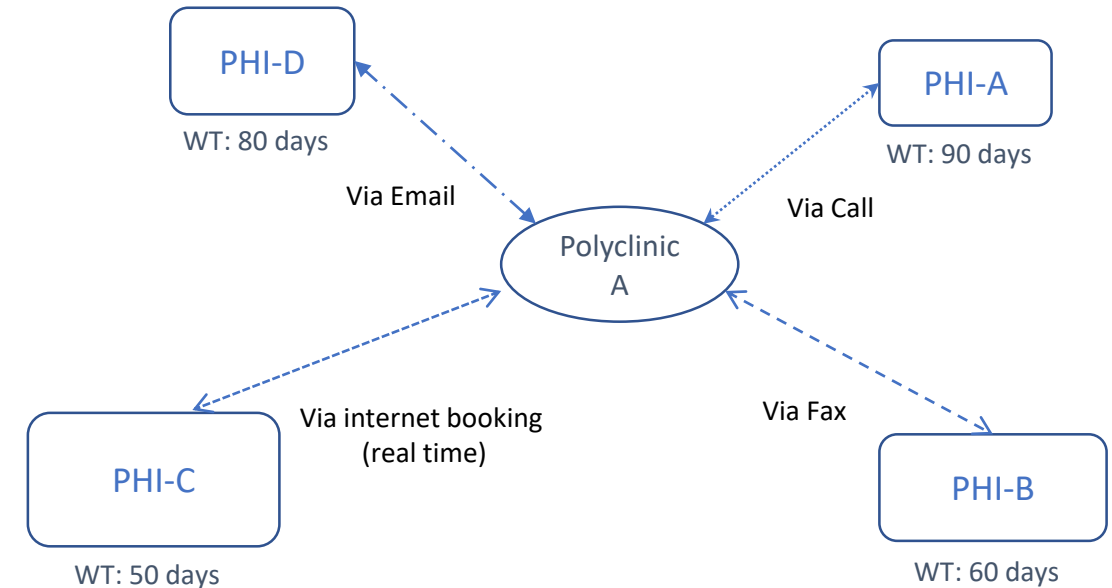 PHI-D
WT: 80 days
PHI-A
WT: 90 days
Via Email
Via Call
Polyclinic
A
Via internet booking
(real time)
Via Fax
PHI-C
WT: 50 days
PHI-B
WT: 60 days